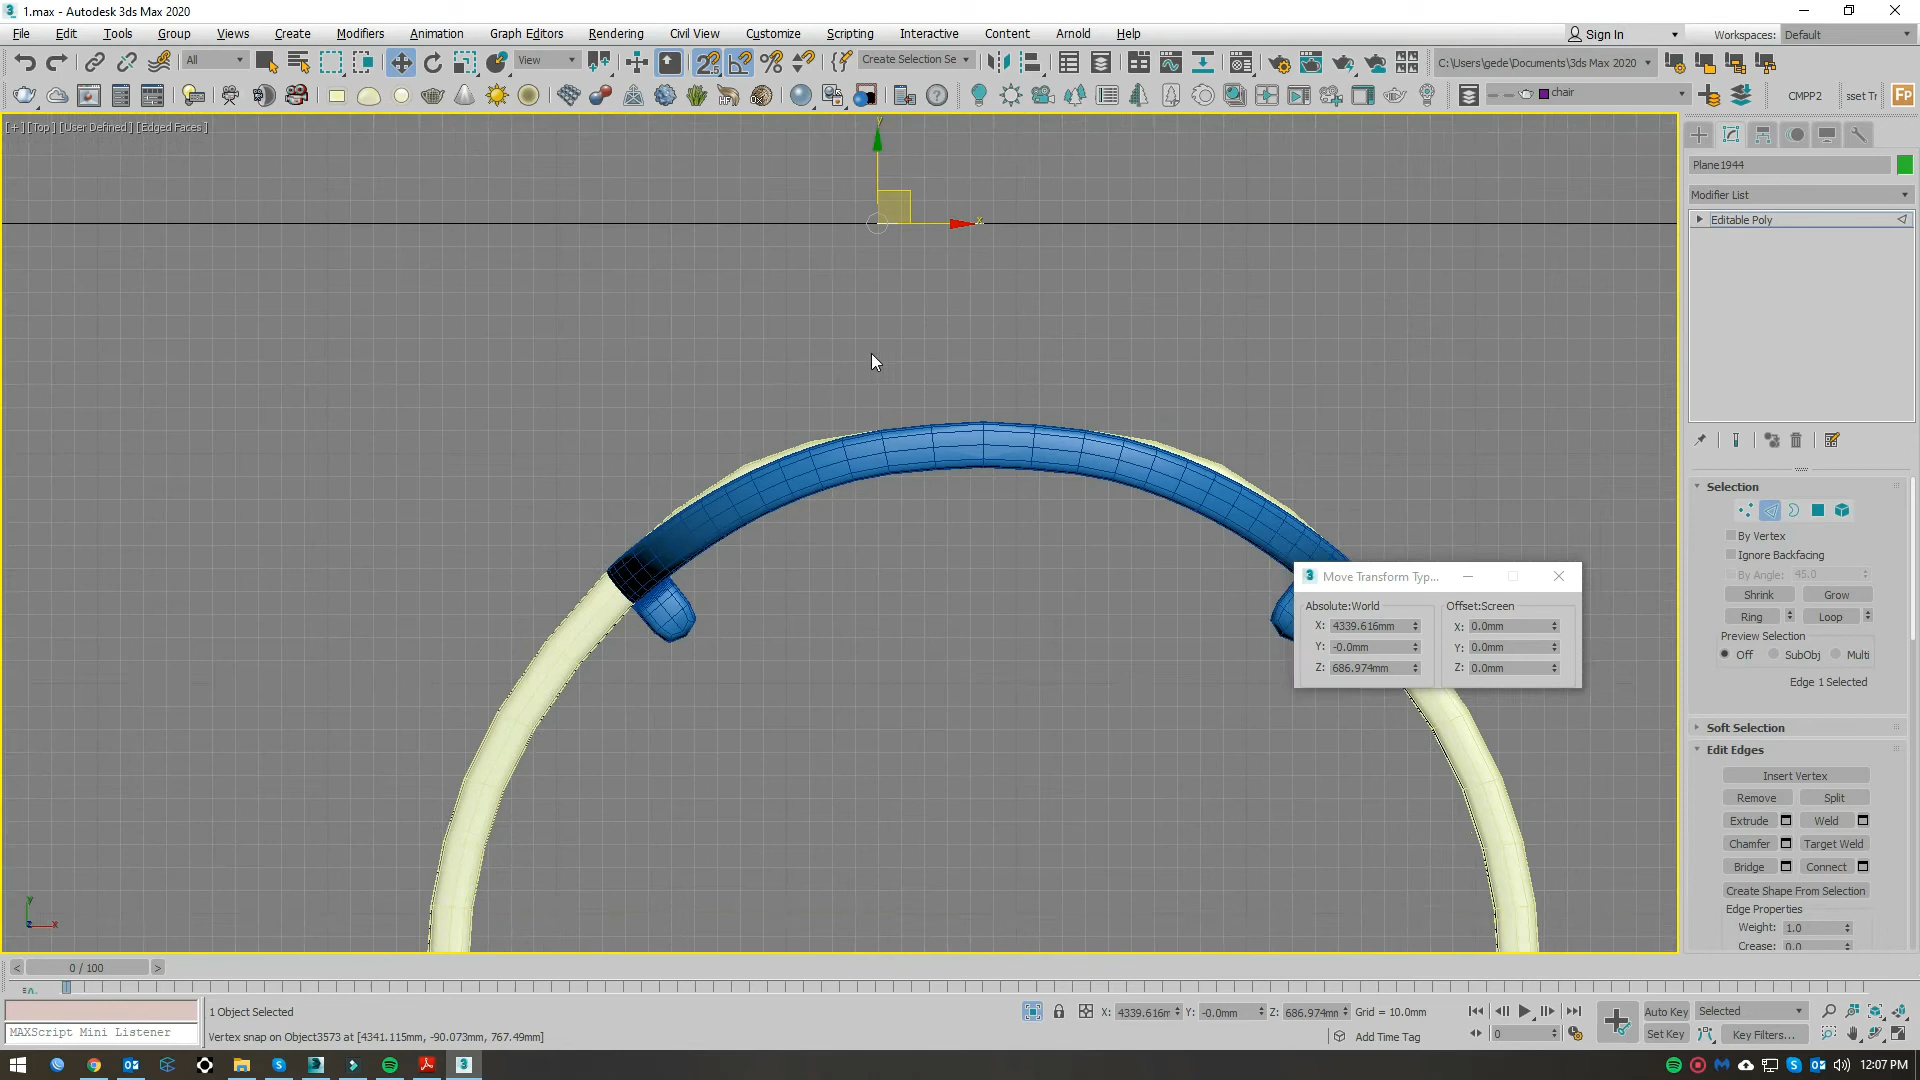 1.max - Autodesk 3ds Max 2020
File Edit Tools Group Views Create Modifiers Animation Graph Editors Rendering Civil View Customize Scripting Interactive Content Arnold Help Sign In Workspaces: Default
All View Create Selection Se C:\Users\gede\Documents\3ds Max 2020
chair CMPP2 sset Tr Fp
[+] [Top] [User Defined] [Edged Faces]
y
x
Plane1944
Modifier List
Editable Poly
Selection
By Vertex
Ignore Backfacing
By Angle: 45.0
Shrink Grow
Ring Loop
Preview Selection
Off SubObj Multi
Edge 1 Selected
Soft Selection
Edit Edges
Insert Vertex
Remove Split
Extrude Weld
Chamfer Target Weld
Bridge Connect
Create Shape From Selection
Edge Properties
Weight: 1.0
Crease: 0.0
3 Move Transform Typ...
Absolute:World Offset:Screen
X: 4339.616mm X: 0.0mm
Y: -0.0mm Y: 0.0mm
Z: 686.974mm Z: 0.0mm
y
z x
< 0 / 100 >
1 Object Selected X: 4339.616m Y: -0.0mm Z: 686.974mm Grid = 10.0mm Auto Key Selected
MAXScript Mini Listener Vertex snap on Object3573 at [4341.115mm, -90.073mm, 767.49mm] Add Time Tag 0 Set Key Key Filters...
12:07 PM